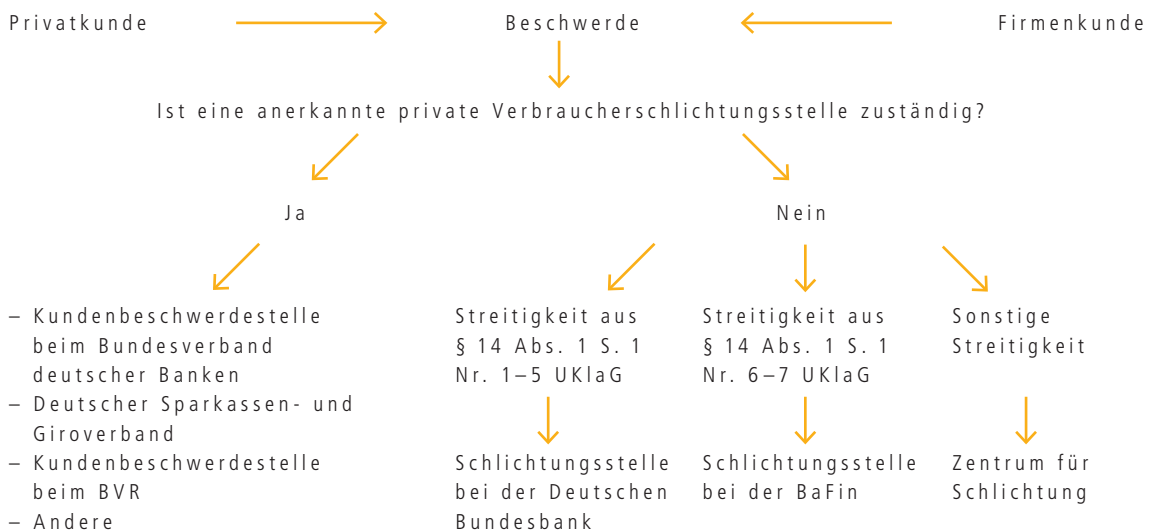 Privatkunde
Beschwerde
Firmenkunde
Ist eine anerkannte private Verbraucherschlichtungsstelle zuständig?
Ja
Nein
– Kundenbeschwerdestelle
beim Bundesverband
deutscher Banken
– Deutscher Sparkassen- und
Giroverband
– Kundenbeschwerdestelle
beim BVR
– Andere
Streitigkeit aus
§ 14 Abs. 1 S. 1
Nr. 1–5 UKlaG
Schlichtungsstelle
bei der Deutschen
Bundesbank
Streitigkeit aus
§ 14 Abs. 1 S. 1
Nr. 6–7 UKlaG
Schlichtungsstelle
bei der BaFin
Sonstige
Streitigkeit
Zentrum für
Schlichtung